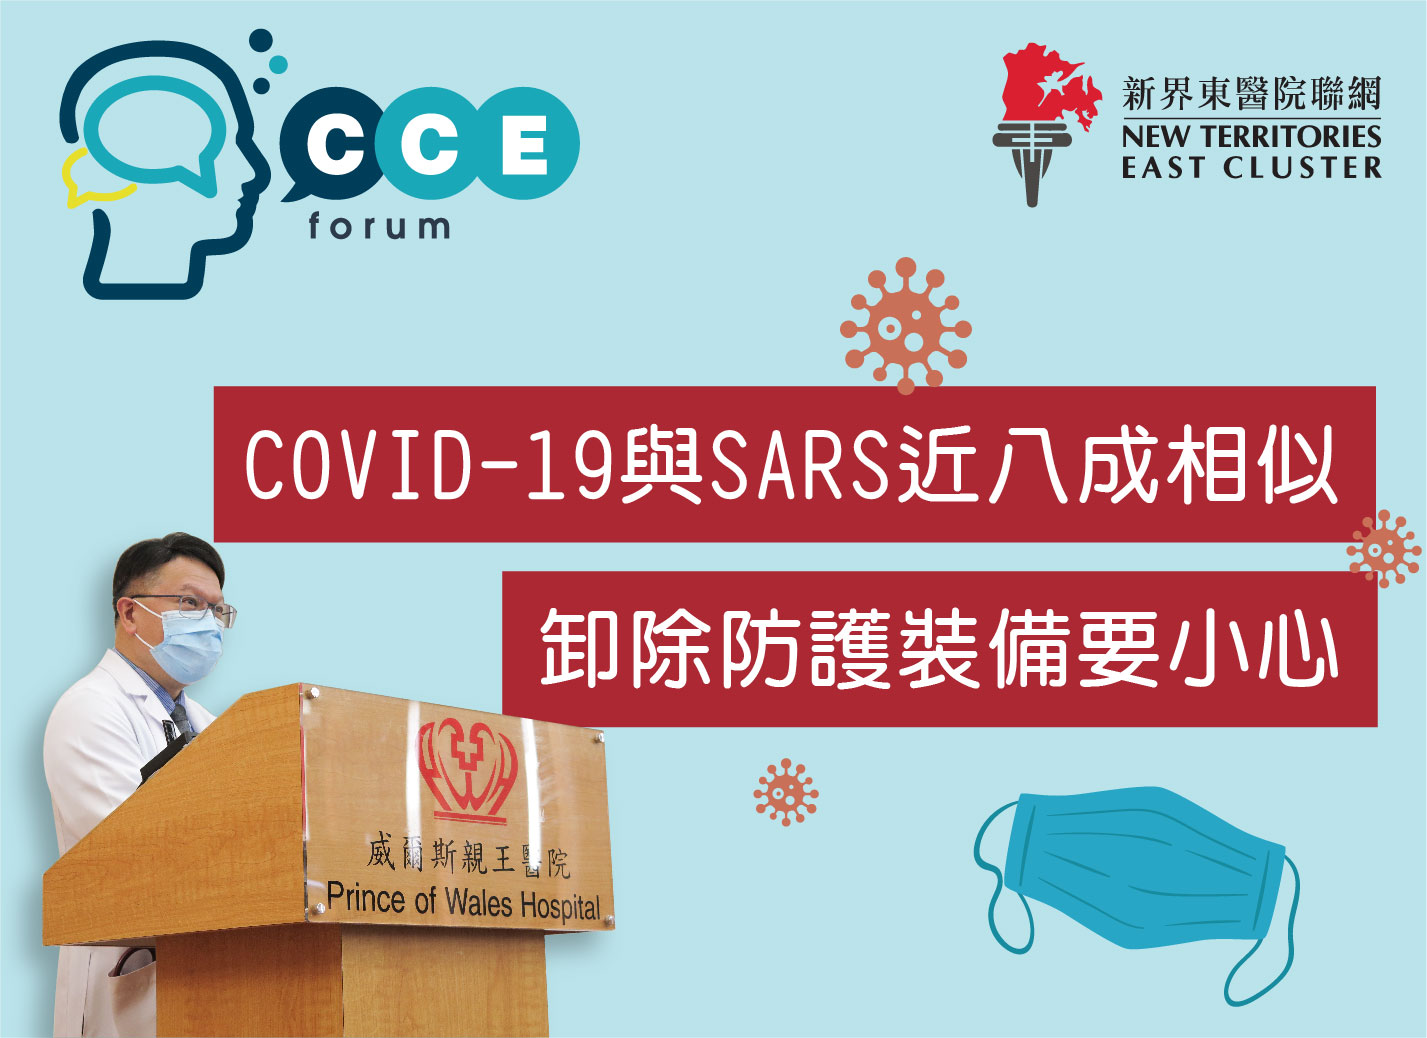 CCE
forum
新界東醫院聯網
NEW TERRITORIES
EAST CLUSTER
COVID-19與SARS近八成相似
卸除防護裝備要小心
PWH
威爾斯親王醫院
Prince of Wales Hospital